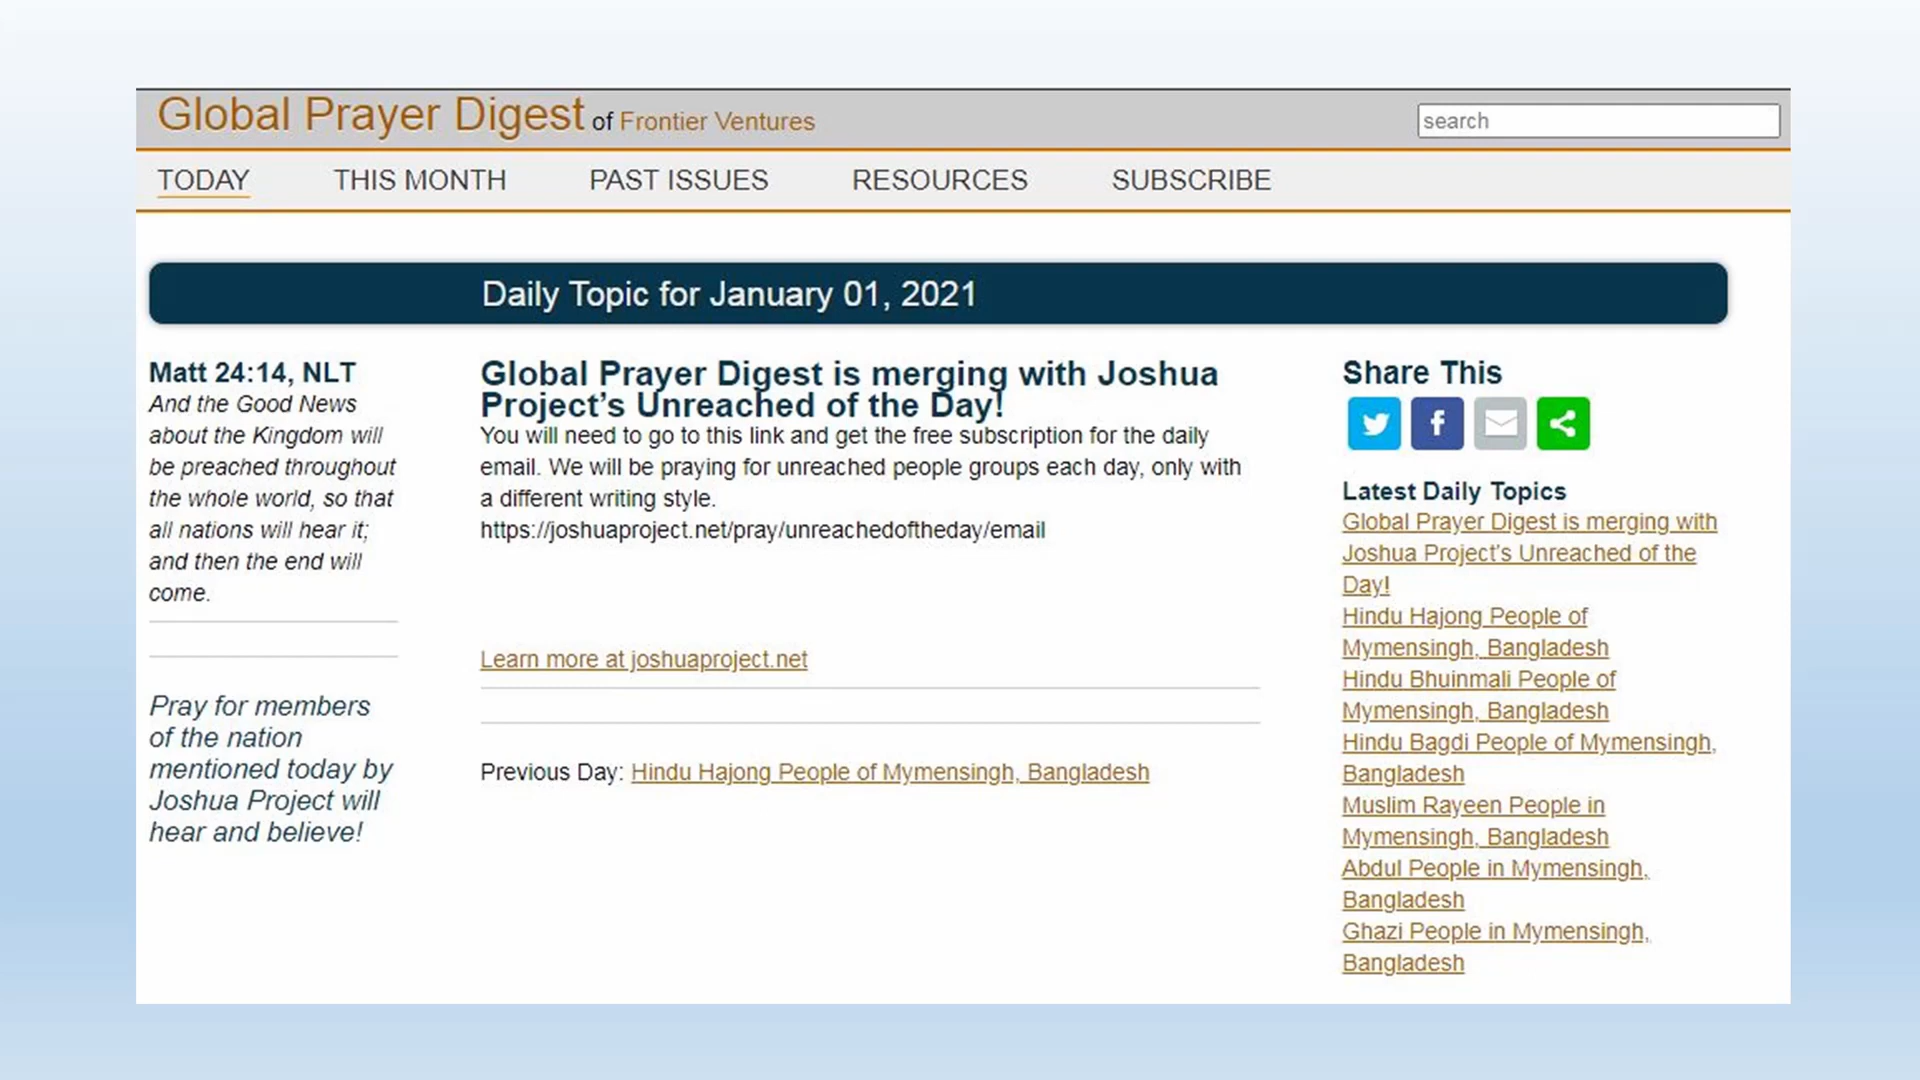 Global Prayer Digest of Frontier Ventures
search
TODAY THIS MONTH PAST ISSUES RESOURCES SUBSCRIBE
Daily Topic for January 01, 2021
Matt 24:14, NLT
And the Good News
about the Kingdom will
be preached throughout
the whole world, so that
all nations will hear it;
and then the end will
come.
Pray for members
of the nation
mentioned today by
Joshua Project will
hear and believe!
Global Prayer Digest is merging with Joshua
Project’s Unreached of the Day!
You will need to go to this link and get the free subscription for the daily
email. We will be praying for unreached people groups each day, only with
a different writing style.
https://joshuaproject.net/pray/unreachedoftheday/email
Learn more at joshuaproject.net
Previous Day: Hindu Hajong People of Mymensingh, Bangladesh
Share This
Latest Daily Topics
Global Prayer Digest is merging with
Joshua Project’s Unreached of the
Day!
Hindu Hajong People of
Mymensingh, Bangladesh
Hindu Bhuinmali People of
Mymensingh, Bangladesh
Hindu Bagdi People of Mymensingh,
Bangladesh
Muslim Rayeen People in
Mymensingh, Bangladesh
Abdul People in Mymensingh,
Bangladesh
Ghazi People in Mymensingh,
Bangladesh